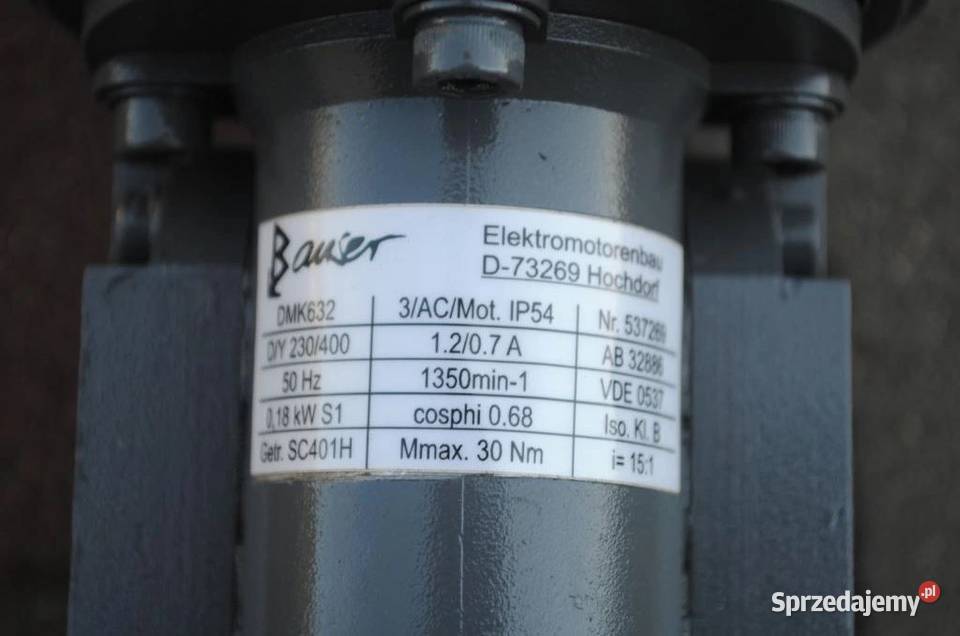 Bauser
Elektromotorenbau
D-73269 Hochdorf
DMK632 3/AC/Mot. IP54 Nr. 537269
D/Y 230/400 1.2/0.7 A AB 32886
50 Hz 1350min-1 VDE 0537
0,18 kW S1 cosphi 0.68 Iso. Kl. B
Getr. SC401H Mmax. 30 Nm i= 15:1
Sprzedajemy.pl